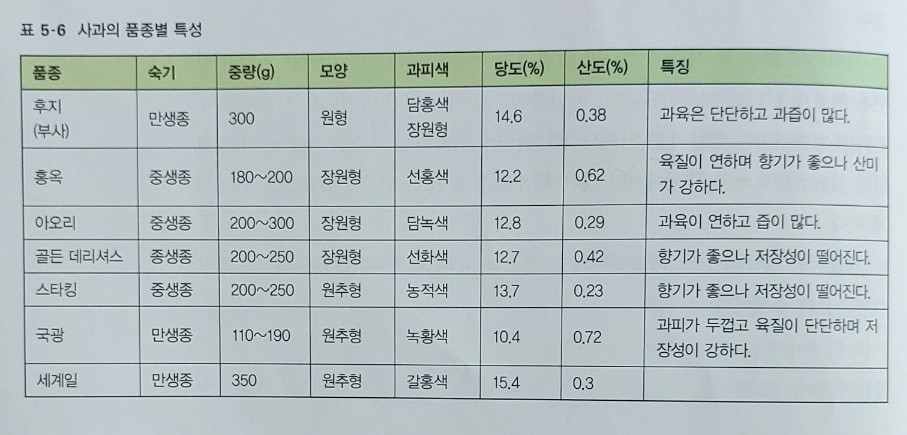 표 5-6 사과의 품종별 특성
품종 숙기 중량(g) 모양 과피색 당도(%) 산도(%) 특징
후지 담홍색
(부사) 만생종 300 원형 장원형 14.6 0.38 과육은 단단하고 과즙이 많다.
홍옥 중생종 180~200 장원형 선홍색 12.2 0.62 육질이 연하며 향기가 좋으나 산미
가 강하다.
아오리 중생종 200~300 장원형 담녹색 12.8 0.29 과육이 연하고 즙이 많다.
골든 데리셔스 종생종 200~250 장원형 선화색 12.7 0.42 향기가 좋으나 저장성이 떨어진다.
스타킹 중생종 200~250 원추형 농적색 13.7 0.23 향기가 좋으나 저장성이 떨어진다.
국광 만생종 110~190 원추형 녹황색 10.4 0.72 과피가 두껍고 육질이 단단하며 저
장성이 강하다.
세계일 만생종 350 원추형 갈홍색 15.4 0.3